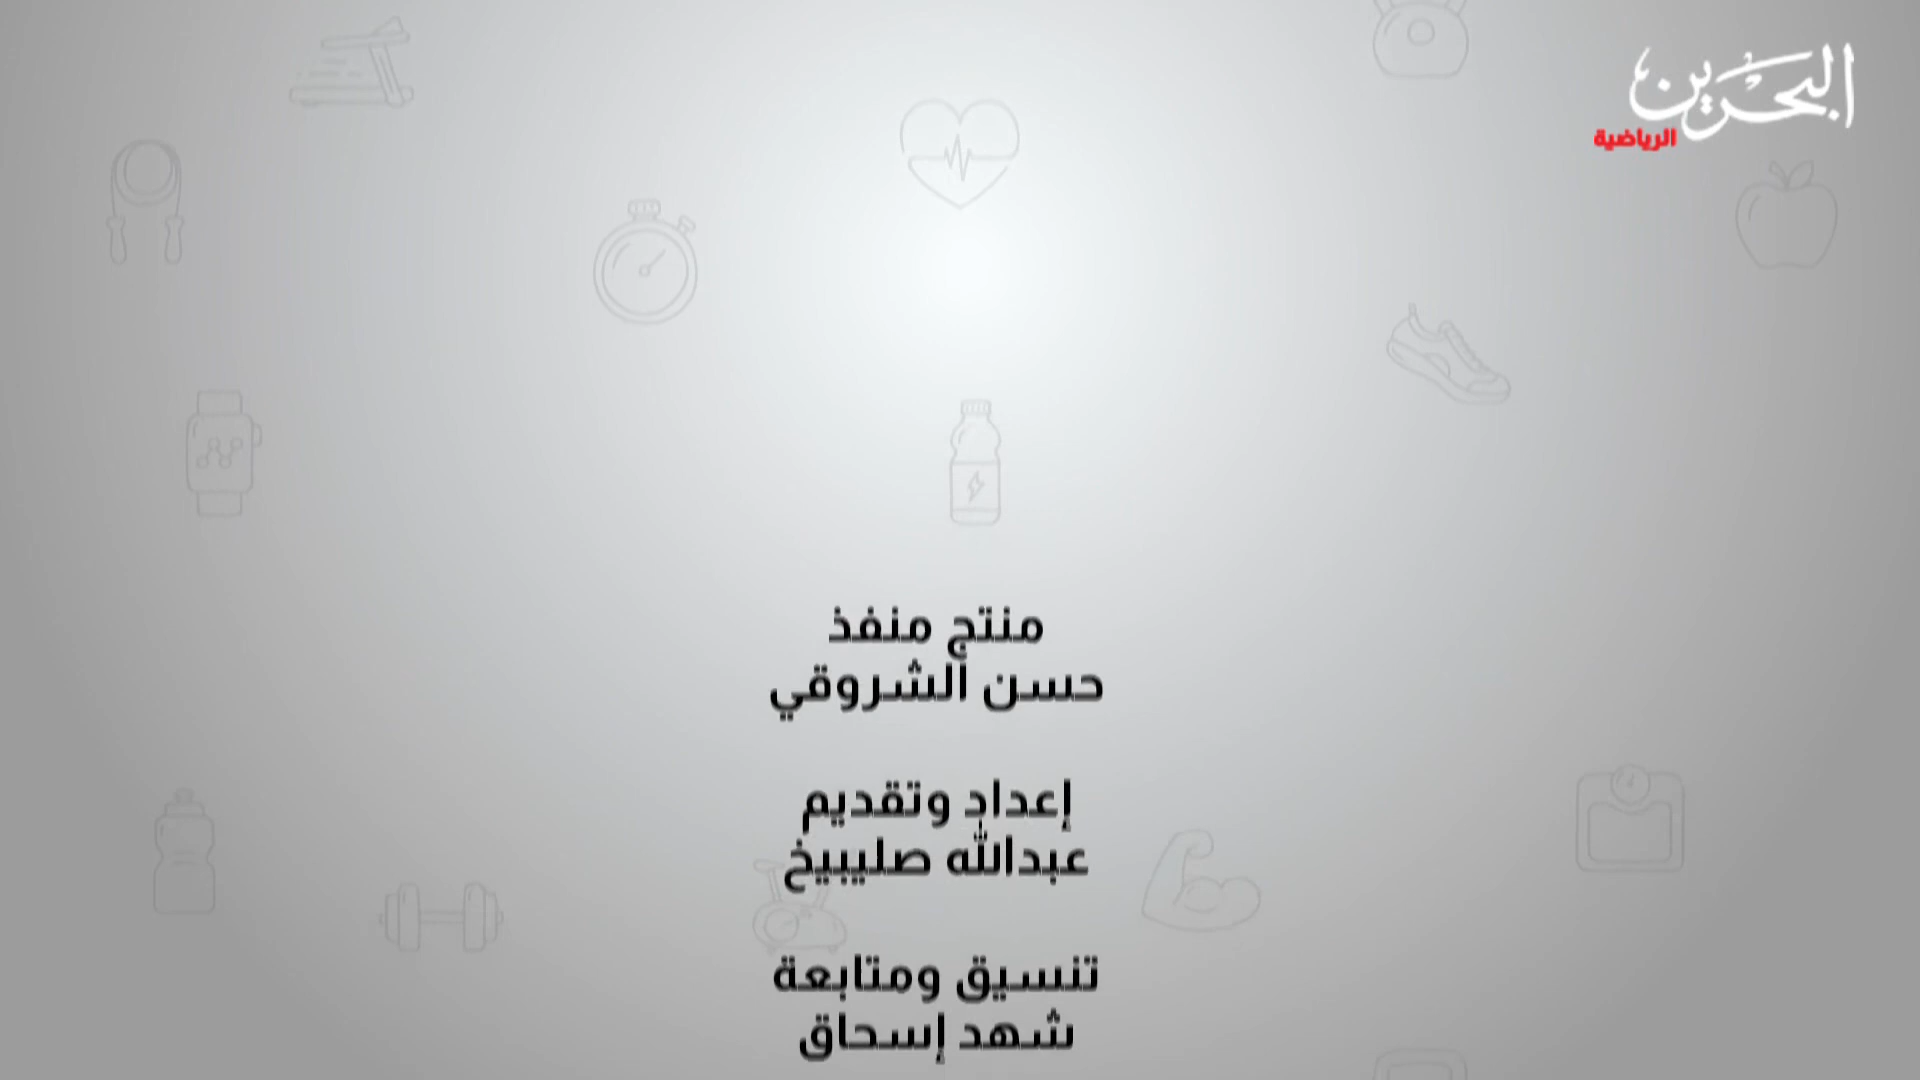 البحرين
الرياضية
منتج منفذ
حسن الشروقي
إعداد وتقديم
عبدالله صليبيخ
تنسيق ومتابعة
شهد إسحاق